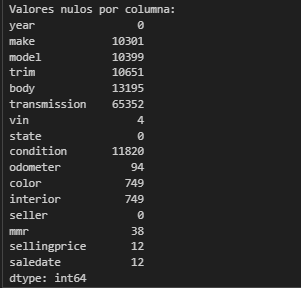 Valores nulos por columna:
year 0
make 10301
model 10399
trim 10651
body 13195
transmission 65352
vin 4
state 0
condition 11820
odometer 94
color 749
interior 749
seller 0
mmr 38
sellingprice 12
saledate 12
dtype: int64